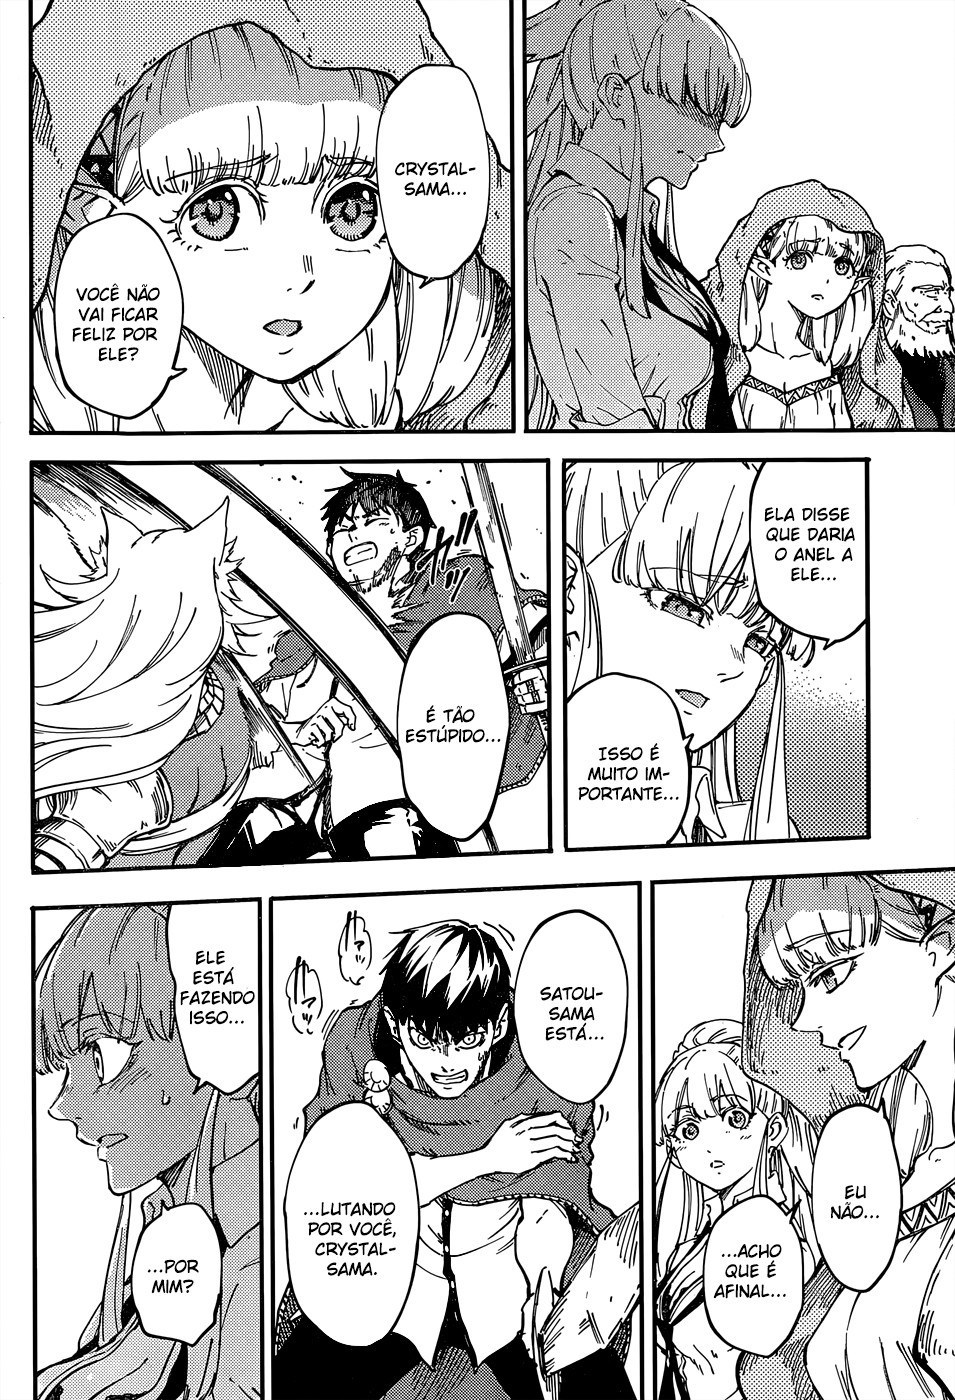 CRYSTAL-
SAMA...
VOCÊ NÃO
VAI FICAR
FELIZ POR
ELE?
ELA DISSE
QUE DARIA
O ANEL A
ELE...
ISSO É
MUITO IM-
PORTANTE...
É TÃO
ESTÚPIDO...
EU
NÃO...
...ACHO
QUE É
AFINAL...
SATOU-
SAMA
ESTÁ...
...LUTANDO
POR VOCÊ,
CRYSTAL-
SAMA.
ELE
ESTÁ
FAZENDO
ISSO...
...POR
MIM?